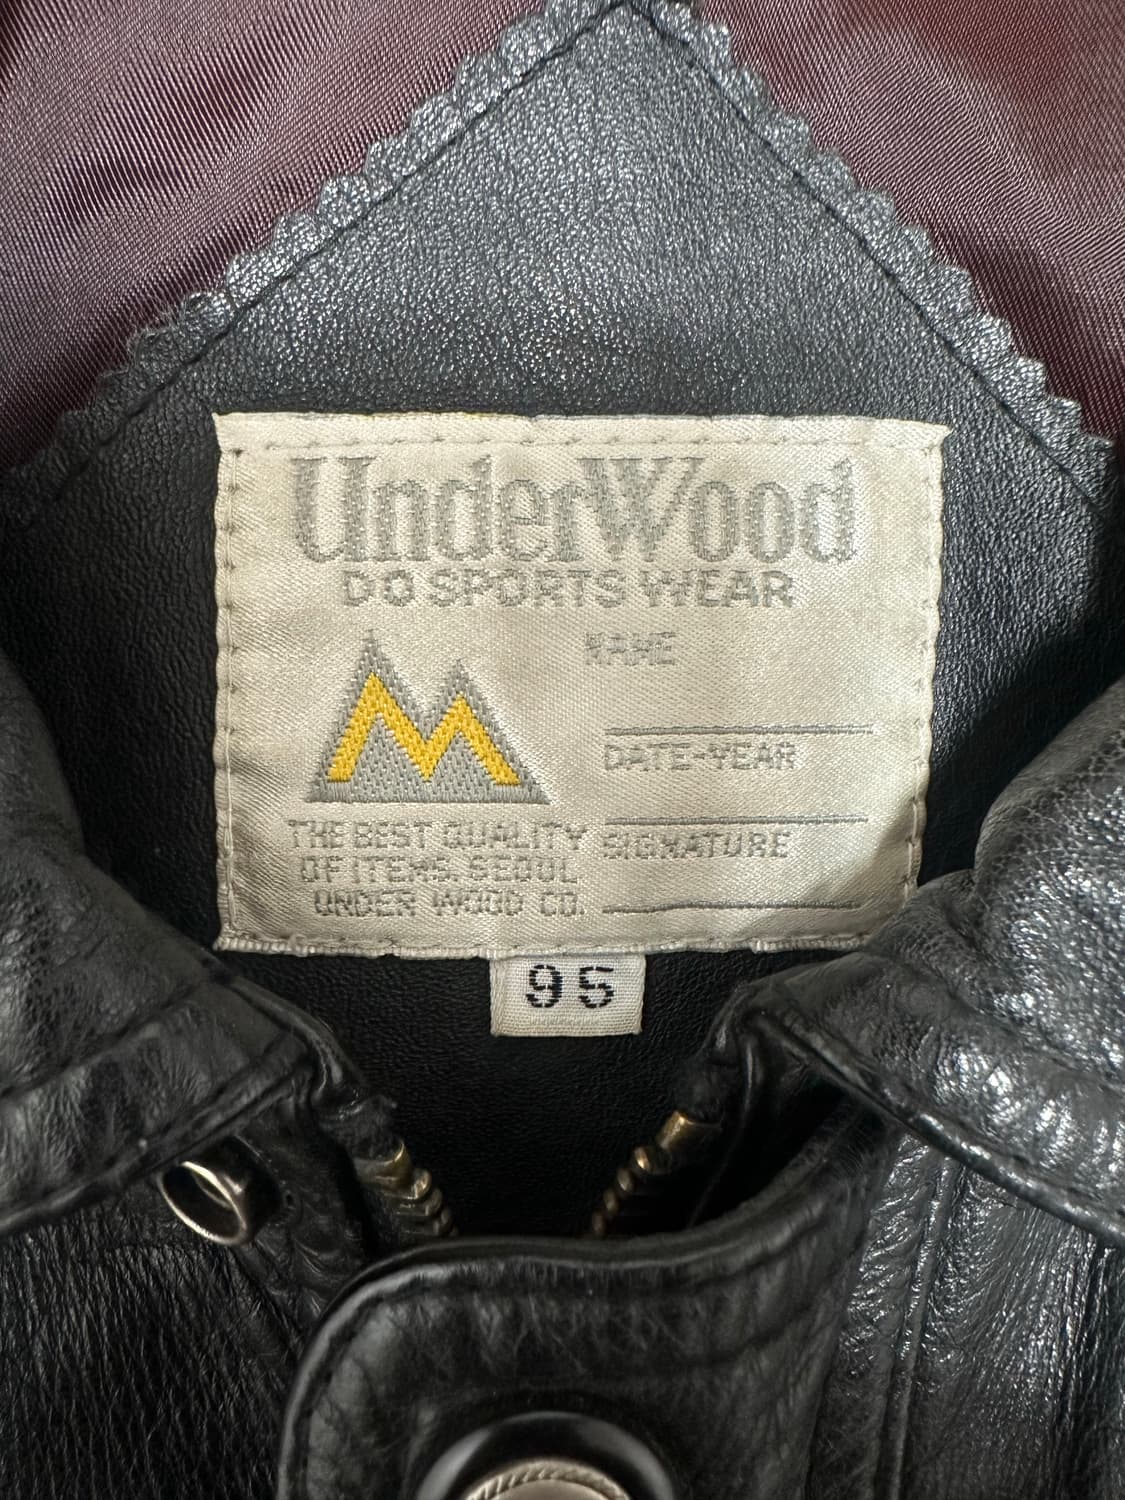 UnderWood
DO SPORTS WEAR
NAME
DATE-YEAR
THE BEST QUALITY
OF ITEMS. SEOUL
UNDER WOOD CO.
SIGNATURE
95